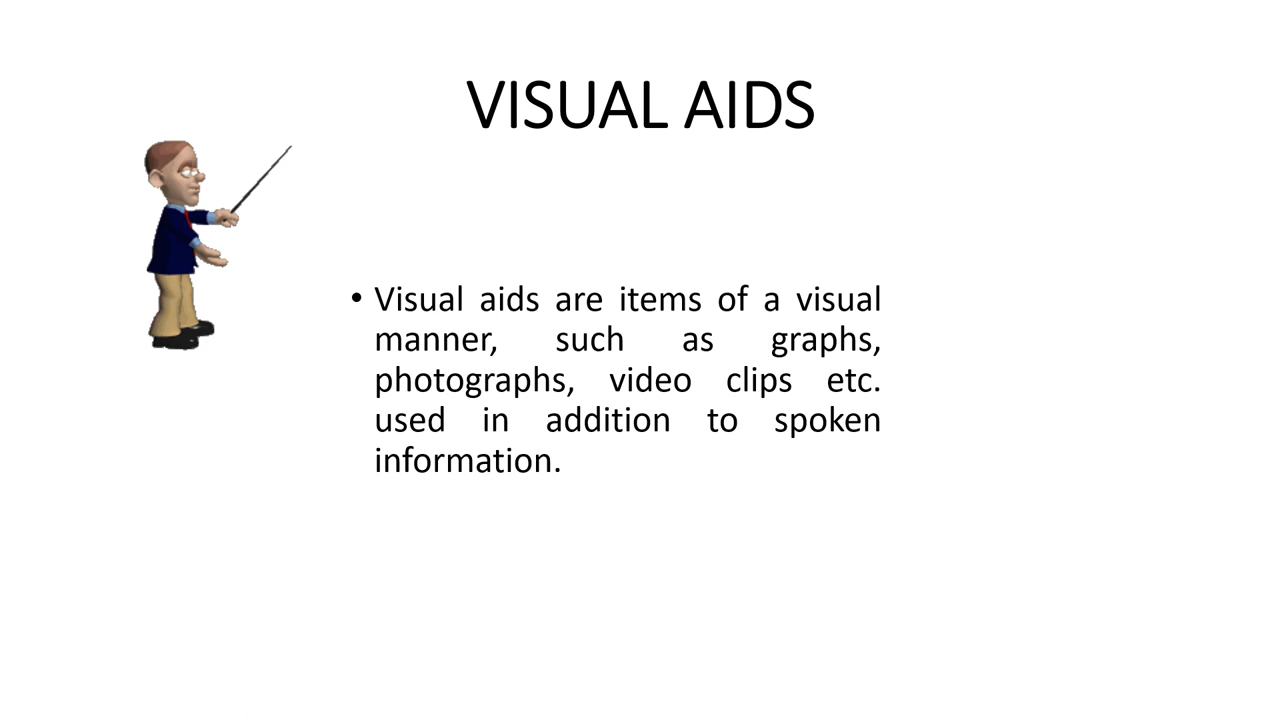 VISUAL AIDS
• Visual aids are items of a visual
manner, such as graphs,
photographs, video clips etc.
used in addition to spoken
information.